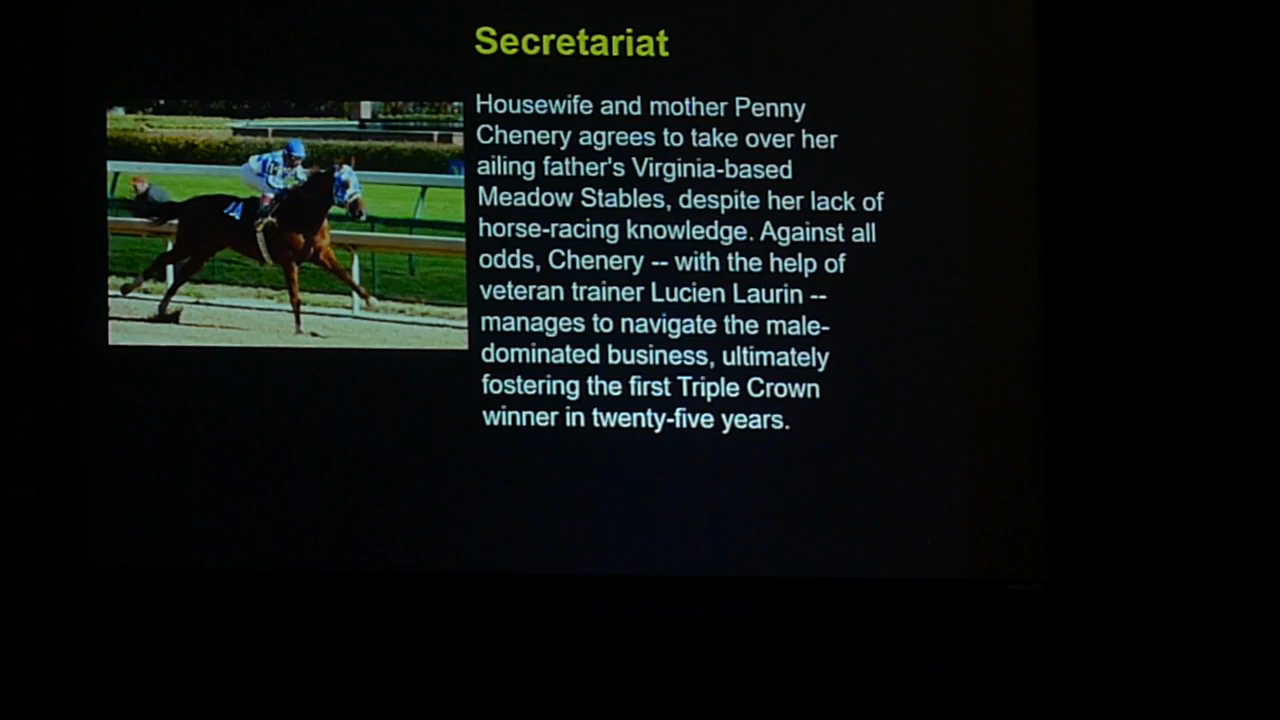 Secretariat
Housewife and mother Penny
Chenery agrees to take over her
ailing father's Virginia-based
Meadow Stables, despite her lack of
horse-racing knowledge. Against all
odds, Chenery -- with the help of
veteran trainer Lucien Laurin --
manages to navigate the male-
dominated business, ultimately
fostering the first Triple Crown
winner in twenty-five years.